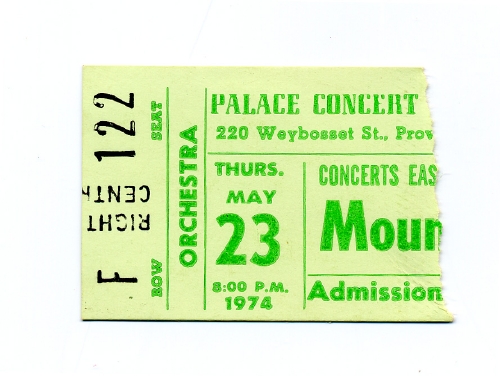 F 122
ROW SEAT
RIGHT
CENTR
ORCHESTRA
PALACE CONCERT
220 Weybosset St., Prov
THURS.
MAY
23
8:00 P.M.
1974
CONCERTS EAS
Moun
Admission